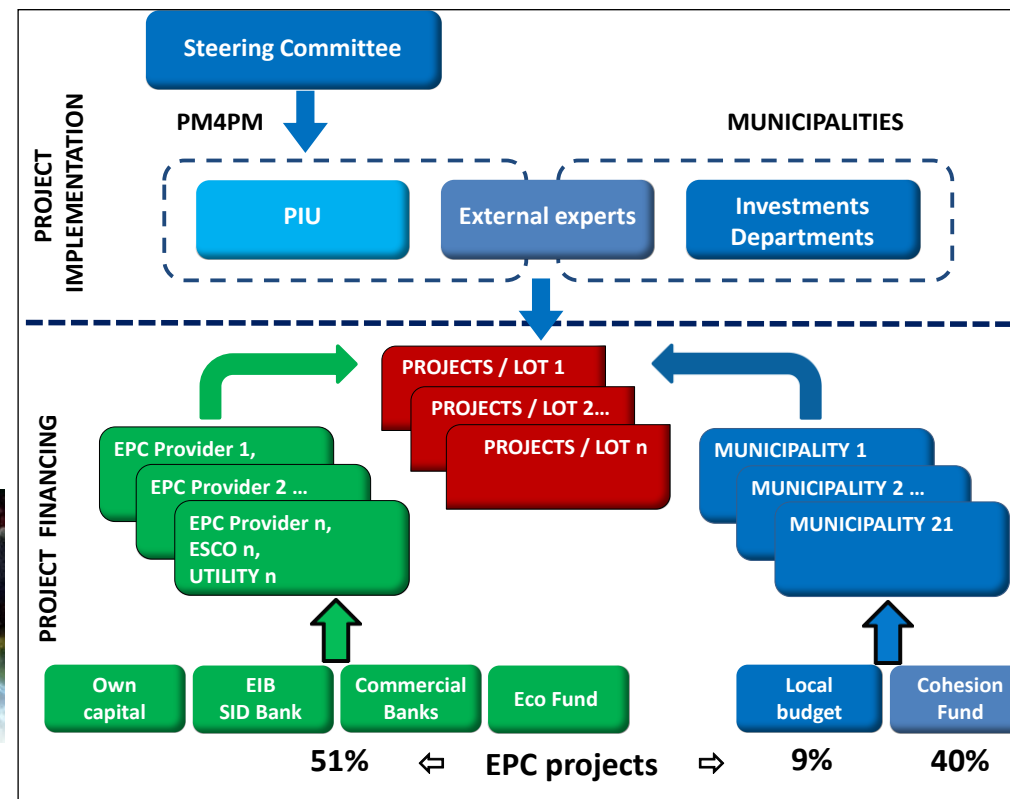 Steering Committee
PROJECT
IMPLEMENTATION
PM4PM
MUNICIPALITIES
PIU
External experts
Investments
Departments
PROJECT FINANCING
PROJECTS / LOT 1
PROJECTS / LOT 2...
PROJECTS / LOT n
EPC Provider 1,
EPC Provider 2 ...
EPC Provider n,
ESCO n,
UTILITY n
MUNICIPALITY 1
MUNICIPALITY 2 ...
MUNICIPALITY 21
Own
capital
EIB
SID Bank
Commercial
Banks
Eco Fund
Local
budget
Cohesion
Fund
51% ⇦ EPC projects ⇨ 9% 40%